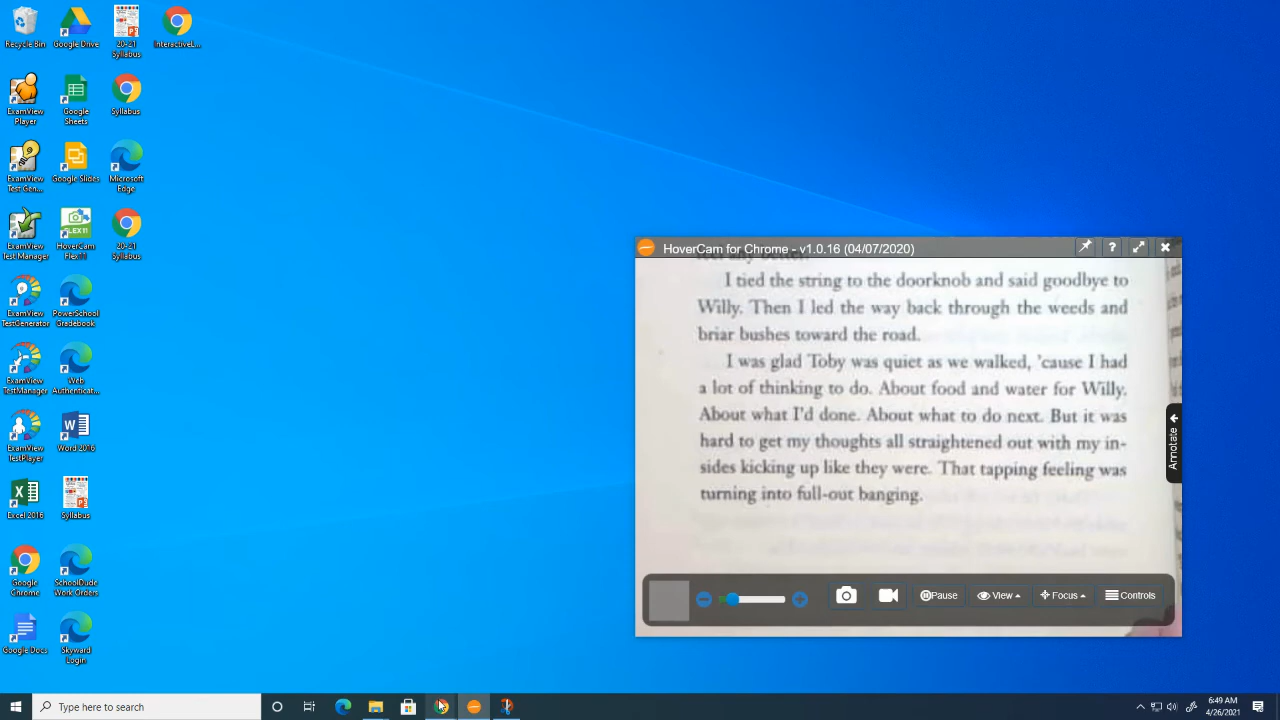 Recycle Bin
Google Drive
20-21
Syllabus
InteractiveL...
ExamView
Player
Google
Sheets
Syllabus
ExamView
Test Gen...
Google Slides
Microsoft
Edge
ExamView
Test Manager
HoverCam
Flex11
20-21
Syllabus
ExamView
TestGenerator
PowerSchool
Gradebook
ExamView
TestManager
Web
Authenticat...
ExamView
TestPlayer
Word 2016
Excel 2016
Syllabus
Google
Chrome
SchoolDude
Work Orders
Google Docs
Skyward
Login
FLEX 11
HoverCam for Chrome - v1.0.16 (04/07/2020)
?
I tied the string to the doorknob and said goodbye to
Willy. Then I led the way back through the weeds and
briar bushes toward the road.
I was glad Toby was quiet as we walked, 'cause I had
a lot of thinking to do. About food and water for Willy.
About what I'd done. About what to do next. But it was
hard to get my thoughts all straightened out with my in-
sides kicking up like they were. That tapping feeling was
turning into full-out banging.
Annotate
Pause
View
Focus
Controls
Type here to search
6:49 AM
4/26/2021